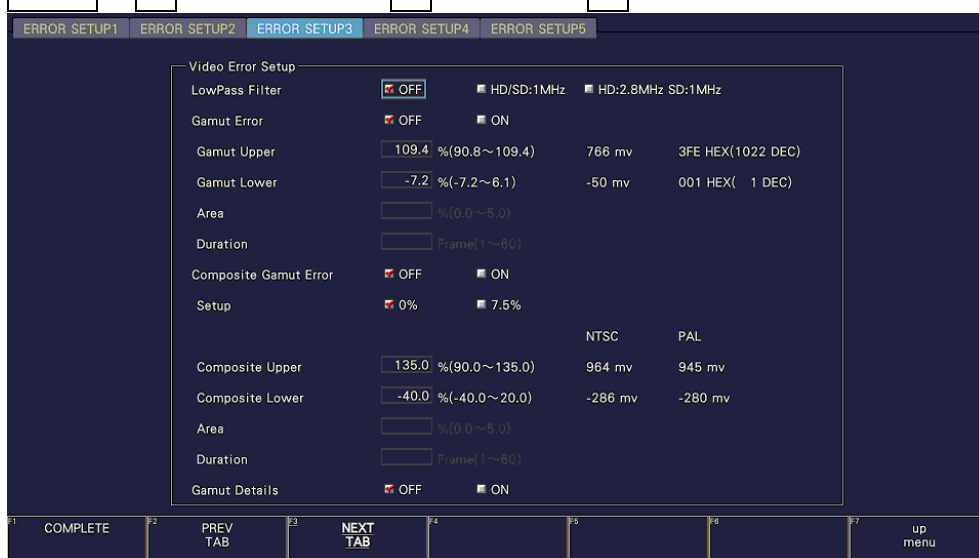 ERROR SETUP1 ERROR SETUP2 ERROR SETUP3 ERROR SETUP4 ERROR SETUP5
Video Error Setup
LowPass Filter OFF HD/SD:1MHz HD:2.8MHz SD:1MHz
Gamut Error OFF ON
Gamut Upper 109.4 %(90.8~109.4) 766 mv 3FE HEX(1022 DEC)
Gamut Lower -7.2 %(-7.2~6.1) -50 mv 001 HEX( 1 DEC)
Area %(0.0~5.0)
Duration Frame(1~60)
Composite Gamut Error OFF ON
Setup 0% 7.5%
NTSC PAL
Composite Upper 135.0 %(90.0~135.0) 964 mv 945 mv
Composite Lower -40.0 %(-40.0~20.0) -286 mv -280 mv
Area %(0.0~5.0)
Duration Frame(1~60)
Gamut Details OFF ON
F1 COMPLETE F2 PREV TAB F3 NEXT TAB F4 F5 F6 F7 up menu